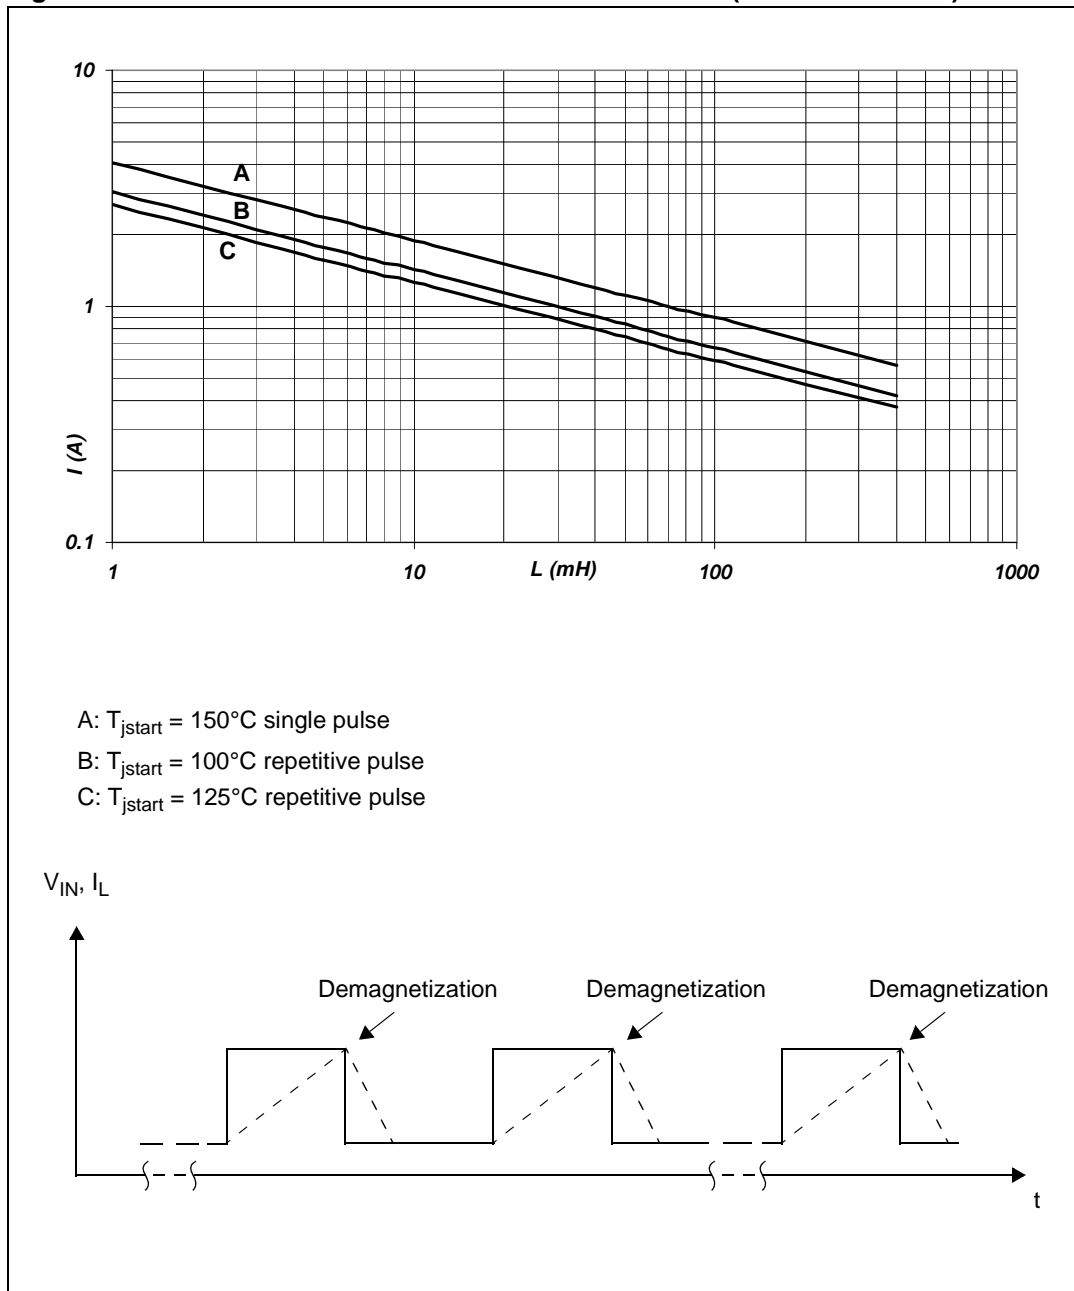 10
A
B
C
1
I (A)
0.1
1
10
L (mH)
100
1000
A: Tjstart = 150°C single pulse
B: Tjstart = 100°C repetitive pulse
C: Tjstart = 125°C repetitive pulse
VIN, IL
Demagnetization
Demagnetization
Demagnetization
t